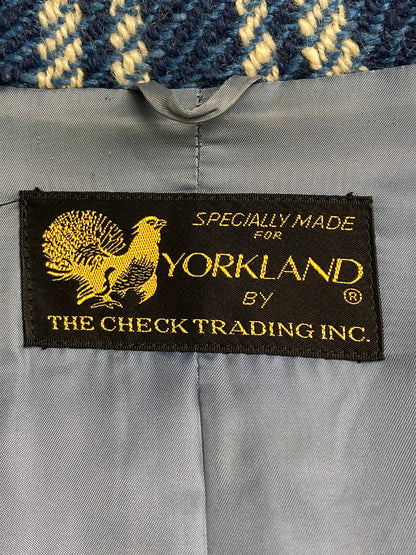 SPECIALLY MADE
FOR
YORKLAND
BY ®
THE CHECK TRADING INC.